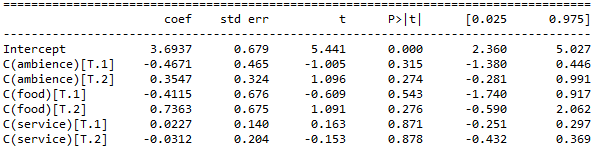 ==============================================================================
                 coef    std err          t      P>|t|      [0.025      0.975]
------------------------------------------------------------------------------
Intercept            3.6937      0.679      5.441      0.000       2.360       5.027
C(ambience)[T.1]    -0.4671      0.465     -1.005      0.315      -1.380       0.446
C(ambience)[T.2]     0.3547      0.324      1.096      0.274      -0.281       0.991
C(food)[T.1]        -0.4115      0.676     -0.609      0.543      -1.740       0.917
C(food)[T.2]         0.7363      0.675      1.091      0.276      -0.590       2.062
C(service)[T.1]      0.0227      0.140      0.163      0.871      -0.251       0.297
C(service)[T.2]     -0.0312      0.204     -0.153      0.878      -0.432       0.369